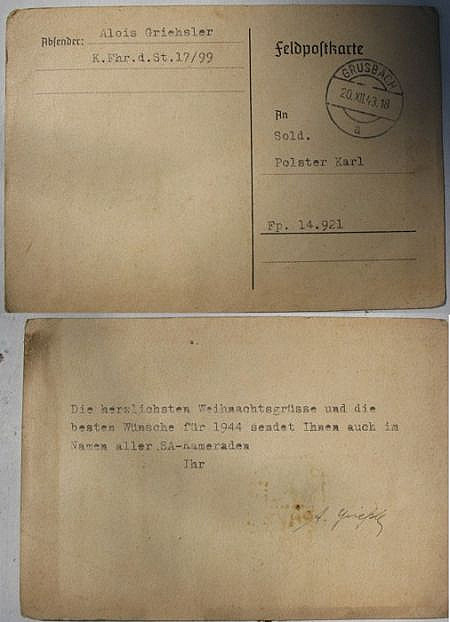 Absender: Alois Griehsler
K.Fhr.d.St.17/99
Feldpostkarte
GRUSBACH
20.XII.43.18
a
An
Sold.
Polster Karl
Fp. 14.921
Die herzlichsten Weihnachtsgrüsse und die
besten Wünsche für 1944 sendet Ihnen auch im
Namen aller SA-Kameraden
Ihr